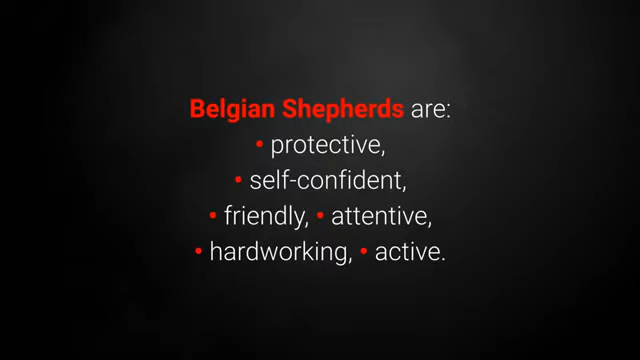 Belgian Shepherds are:
• protective,
• self-confident,
• friendly, • attentive,
• hardworking, • active.